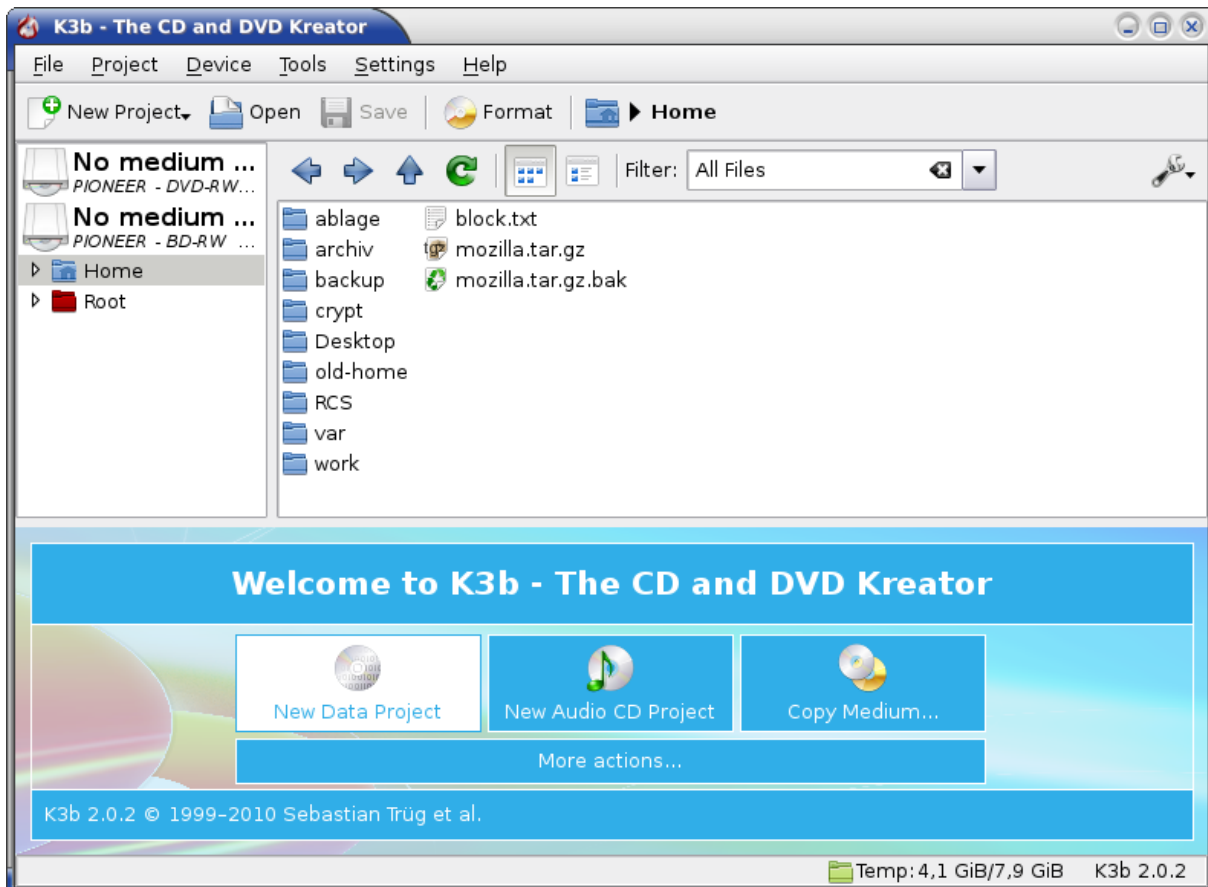 K3b - The CD and DVD Kreator
File Project Device Tools Settings Help
New Project Open Save Format Home
No medium ...
PIONEER - DVD-RW...
No medium ...
PIONEER - BD-RW ...
Home
Root
Filter: All Files
ablage block.txt
archiv mozilla.tar.gz
backup mozilla.tar.gz.bak
crypt
Desktop
old-home
RCS
var
work
Welcome to K3b - The CD and DVD Kreator
New Data Project New Audio CD Project Copy Medium...
More actions...
K3b 2.0.2 © 1999–2010 Sebastian Trüg et al.
Temp: 4,1 GiB/7,9 GiB K3b 2.0.2